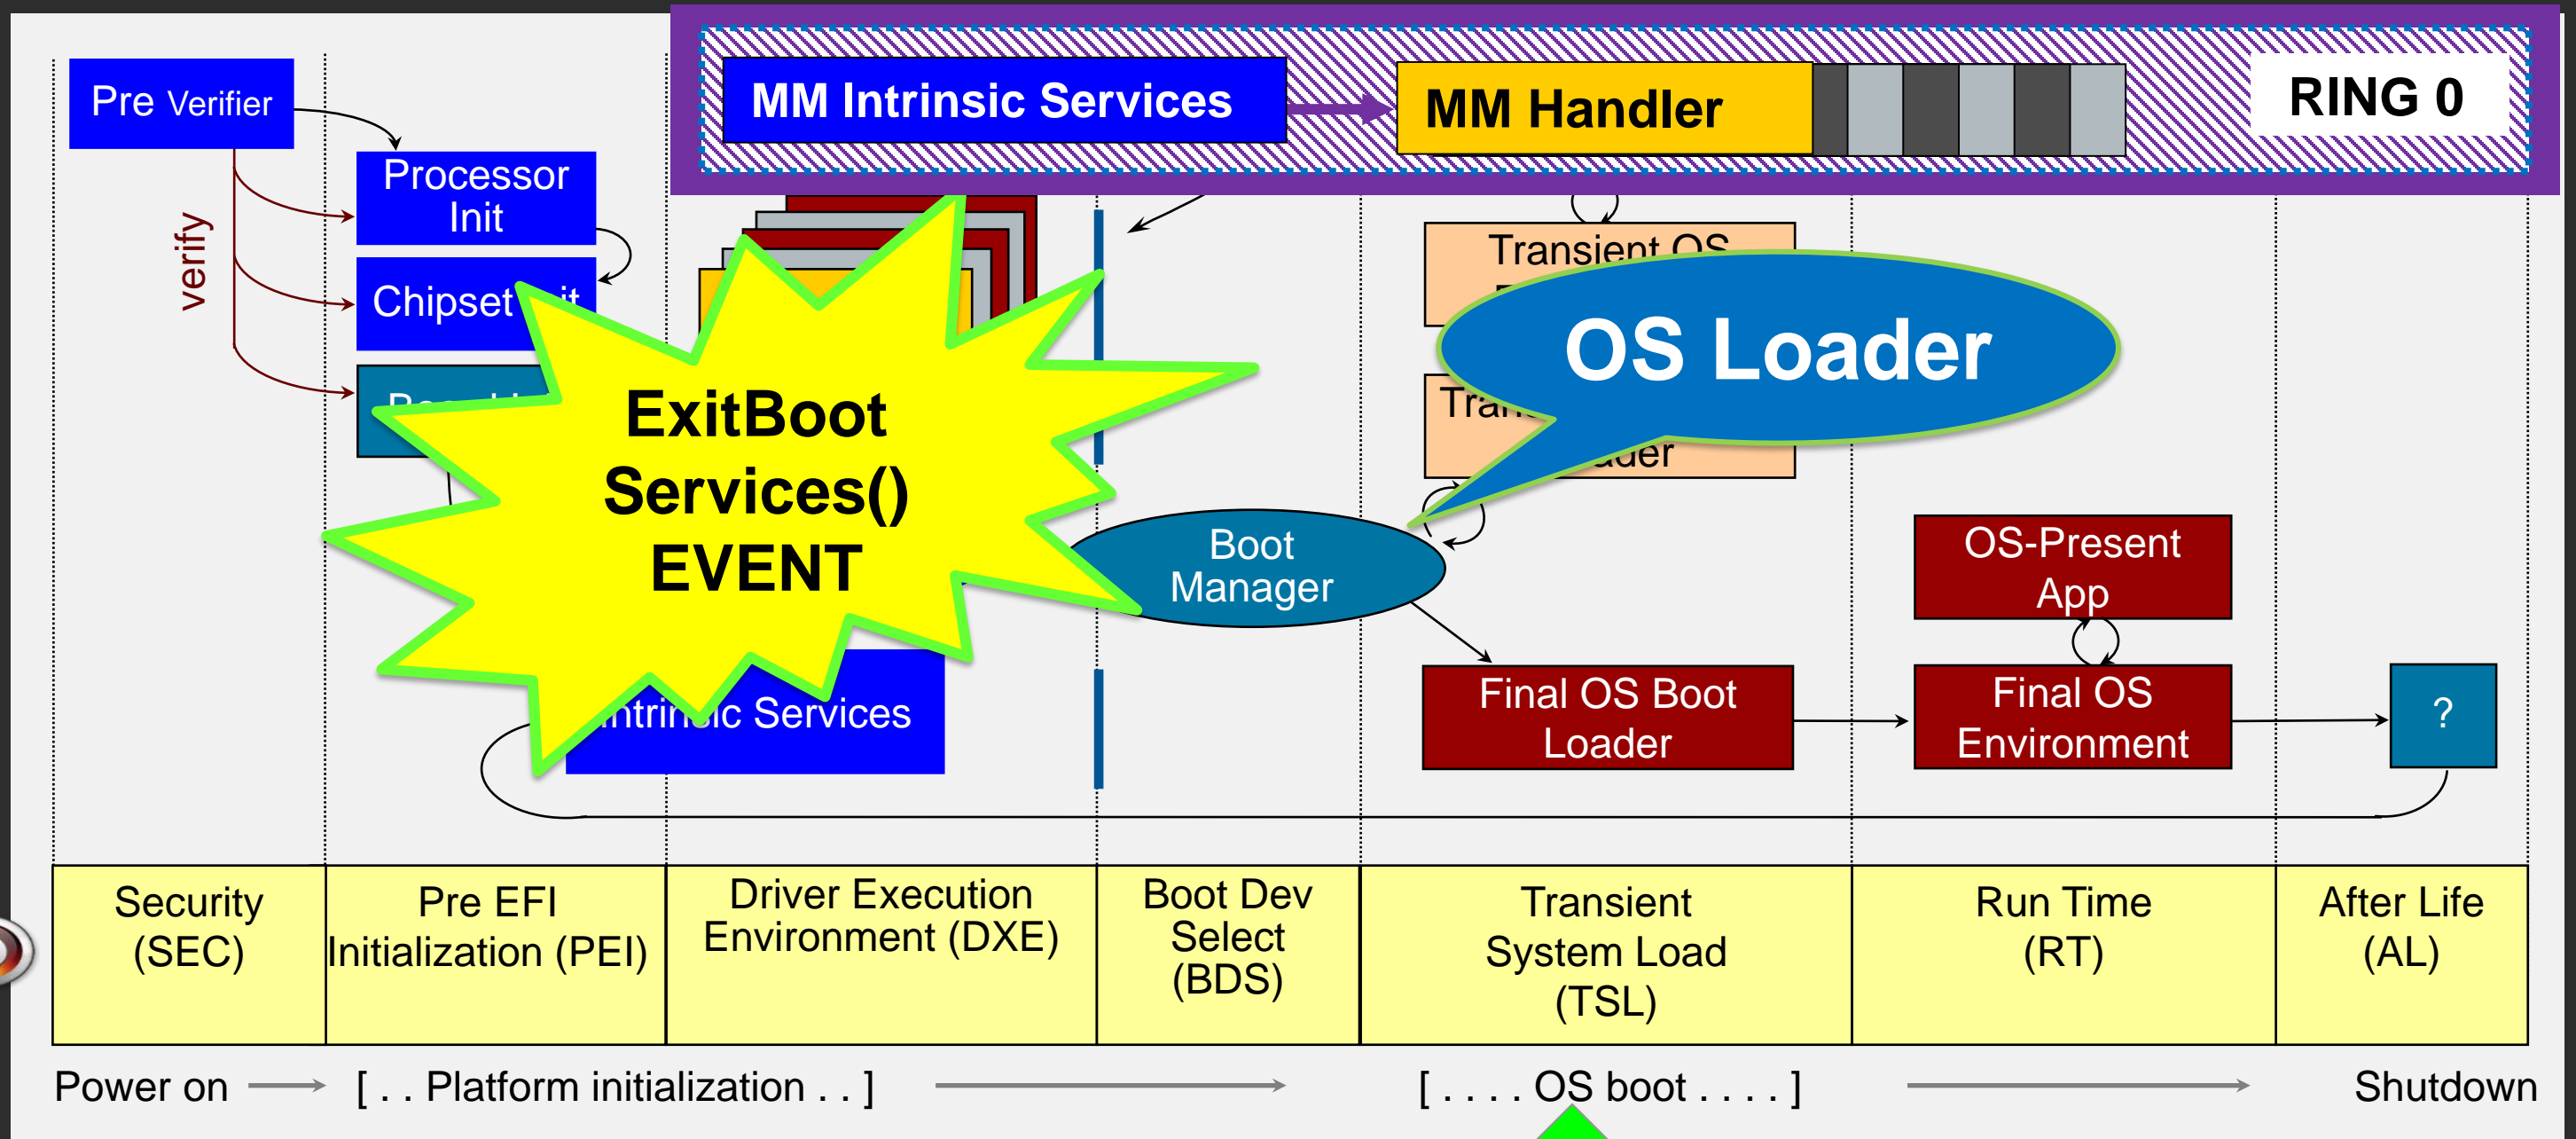 Pre Verifier
verify
Processor
Init
Chipset
MM Intrinsic Services
MM Handler
RING 0
ExitBoot
Services()
EVENT
Transient OS
OS Loader
Boot
Manager
Intrinsic Services
Final OS Boot
Loader
OS-Present
App
Final OS
Environment
?
Security
(SEC)
Pre EFI
Initialization (PEI)
Driver Execution
Environment (DXE)
Boot Dev
Select
(BDS)
Transient
System Load
(TSL)
Run Time
(RT)
After Life
(AL)
Power on
[ . . Platform initialization . . ]
[ . . . . OS boot . . . . ]
Shutdown